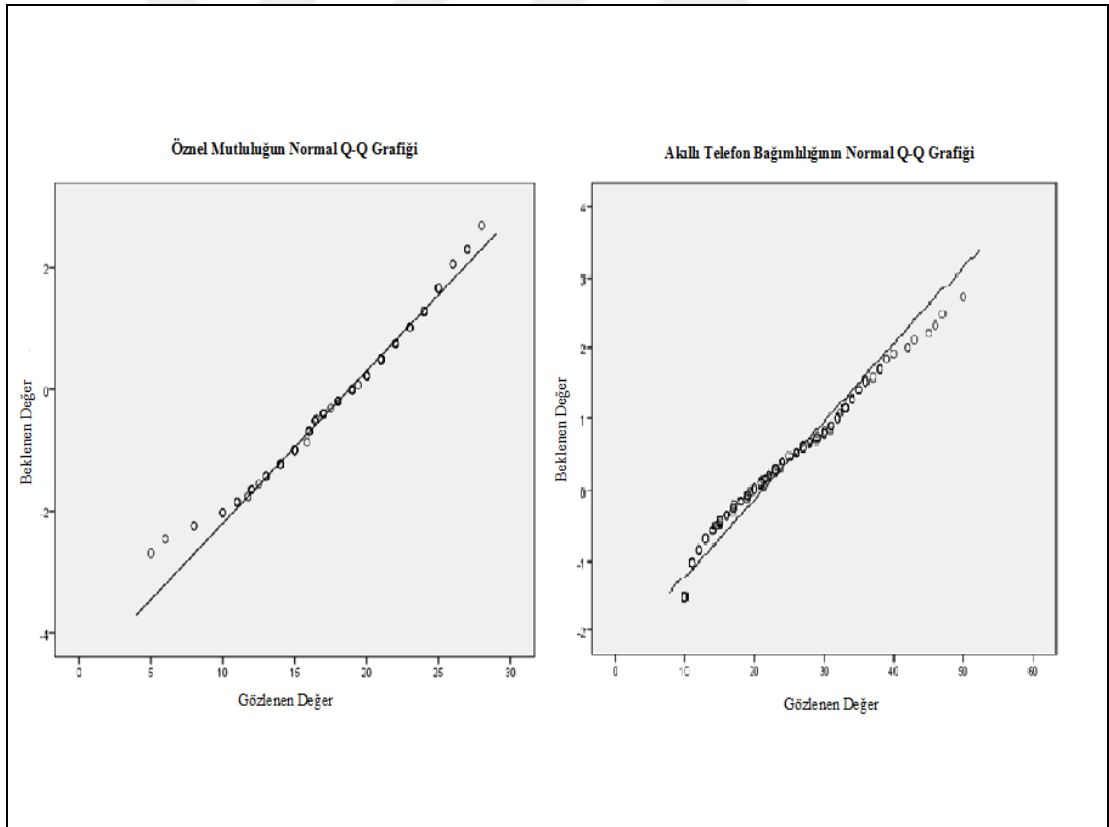 Öznel Mutluluğun Normal Q-Q Grafiği
Beklenen Değer
2
0
-2
-4
0 5 10 15 20 25 30
Gözlenen Değer
Akıllı Telefon Bağımlılığının Normal Q-Q Grafiği
Beklenen Değer
4
3
2
1
0
-1
-2
0 10 20 30 40 50 60
Gözlenen Değer